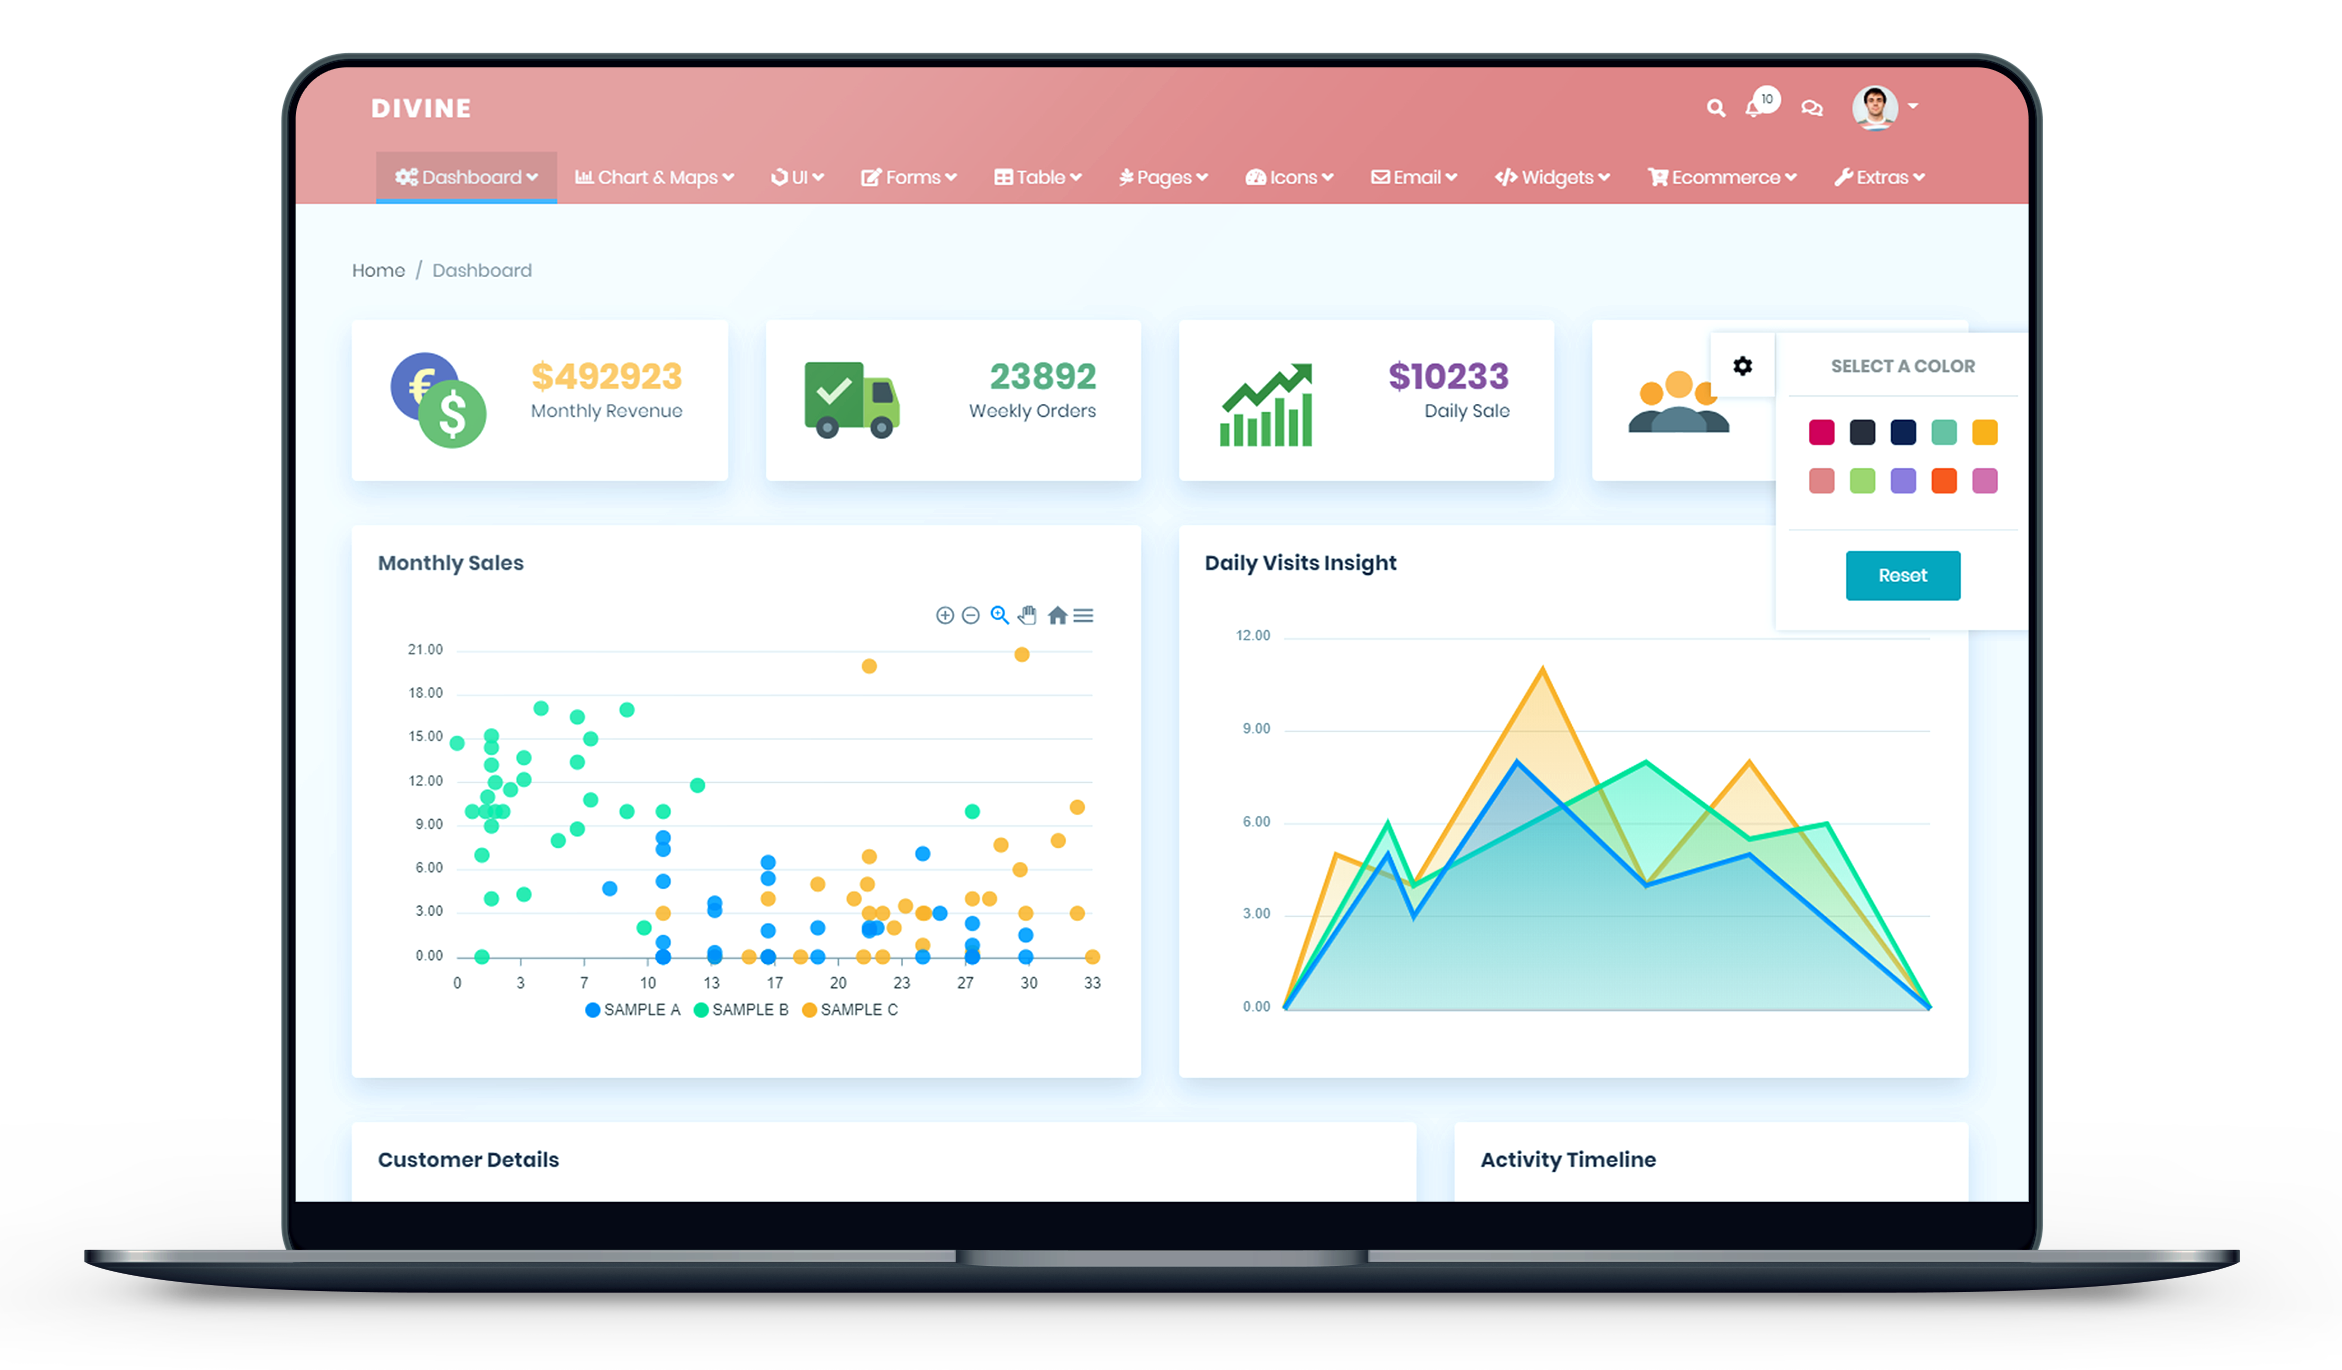 DIVINE
10
Dashboard Chart & Maps UI Forms Table Pages Icons Email Widgets Ecommerce Extras
Home / Dashboard
$492923
Monthly Revenue
23892
Weekly Orders
$10233
Daily Sale
SELECT A COLOR
Reset
Monthly Sales
21.00
18.00
15.00
12.00
9.00
6.00
3.00
0.00
0 3 7 10 13 17 20 23 27 30 33
SAMPLE A SAMPLE B SAMPLE C
Daily Visits Insight
12.00
9.00
6.00
3.00
0.00
Customer Details
Activity Timeline